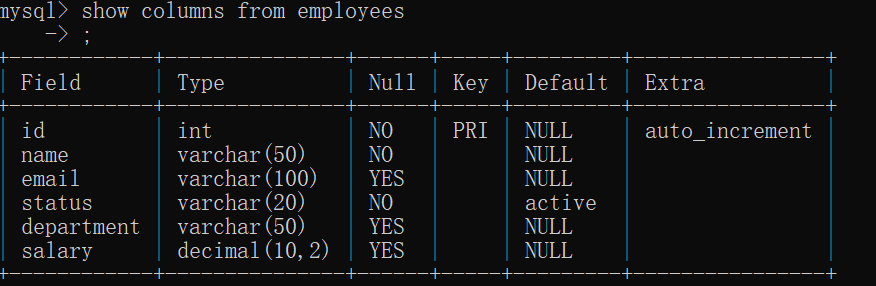 mysql> show columns from employees
    -> ;
+------------+---------------+------+-----+---------+----------------+
| Field      | Type          | Null | Key | Default | Extra          |
+------------+---------------+------+-----+---------+----------------+
| id         | int           | NO   | PRI | NULL    | auto_increment |
| name       | varchar(50)   | NO   |     | NULL    |                |
| email      | varchar(100)  | YES  |     | NULL    |                |
| status     | varchar(20)   | NO   |     | active  |                |
| department | varchar(50)   | YES  |     | NULL    |                |
| salary     | decimal(10,2) | YES  |     | NULL    |                |
+------------+---------------+------+-----+---------+----------------+